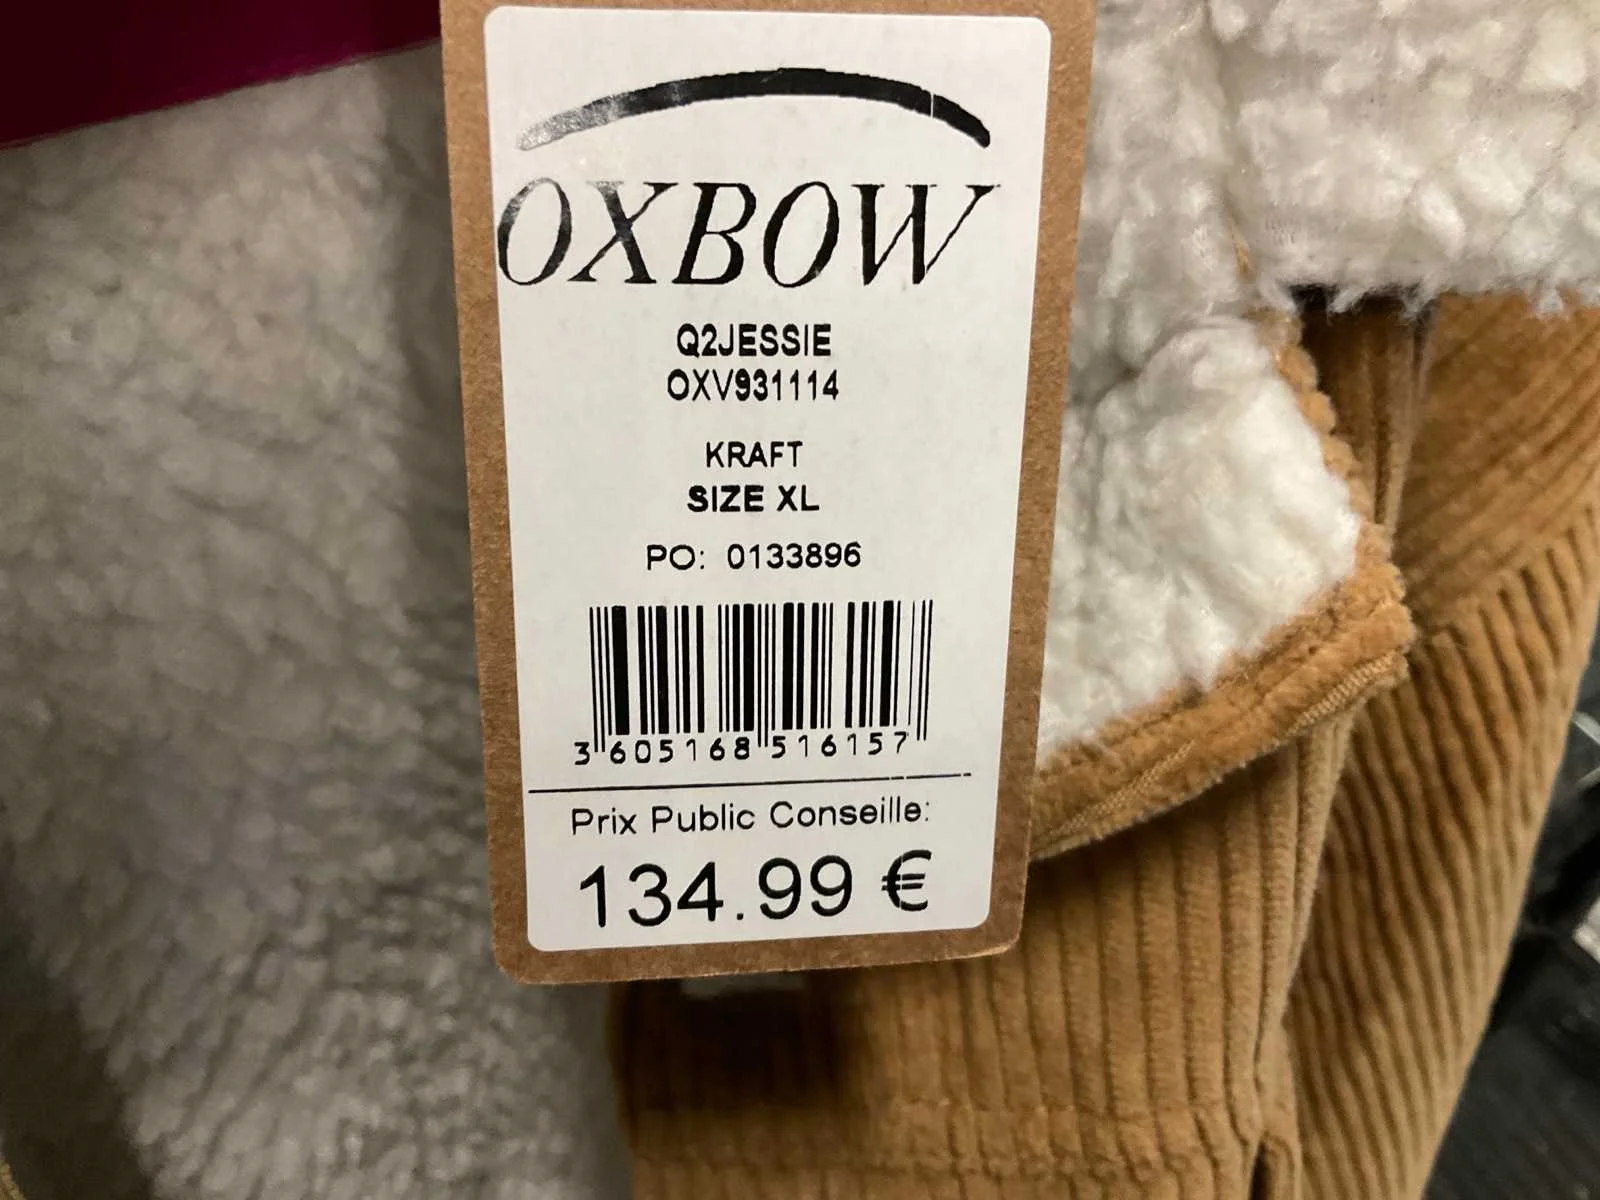 OXBOW
Q2JESSIE
OXV931114
KRAFT
SIZE XL
PO: 0133896
3 605168 516157
Prix Public Conseille:
134.99 €